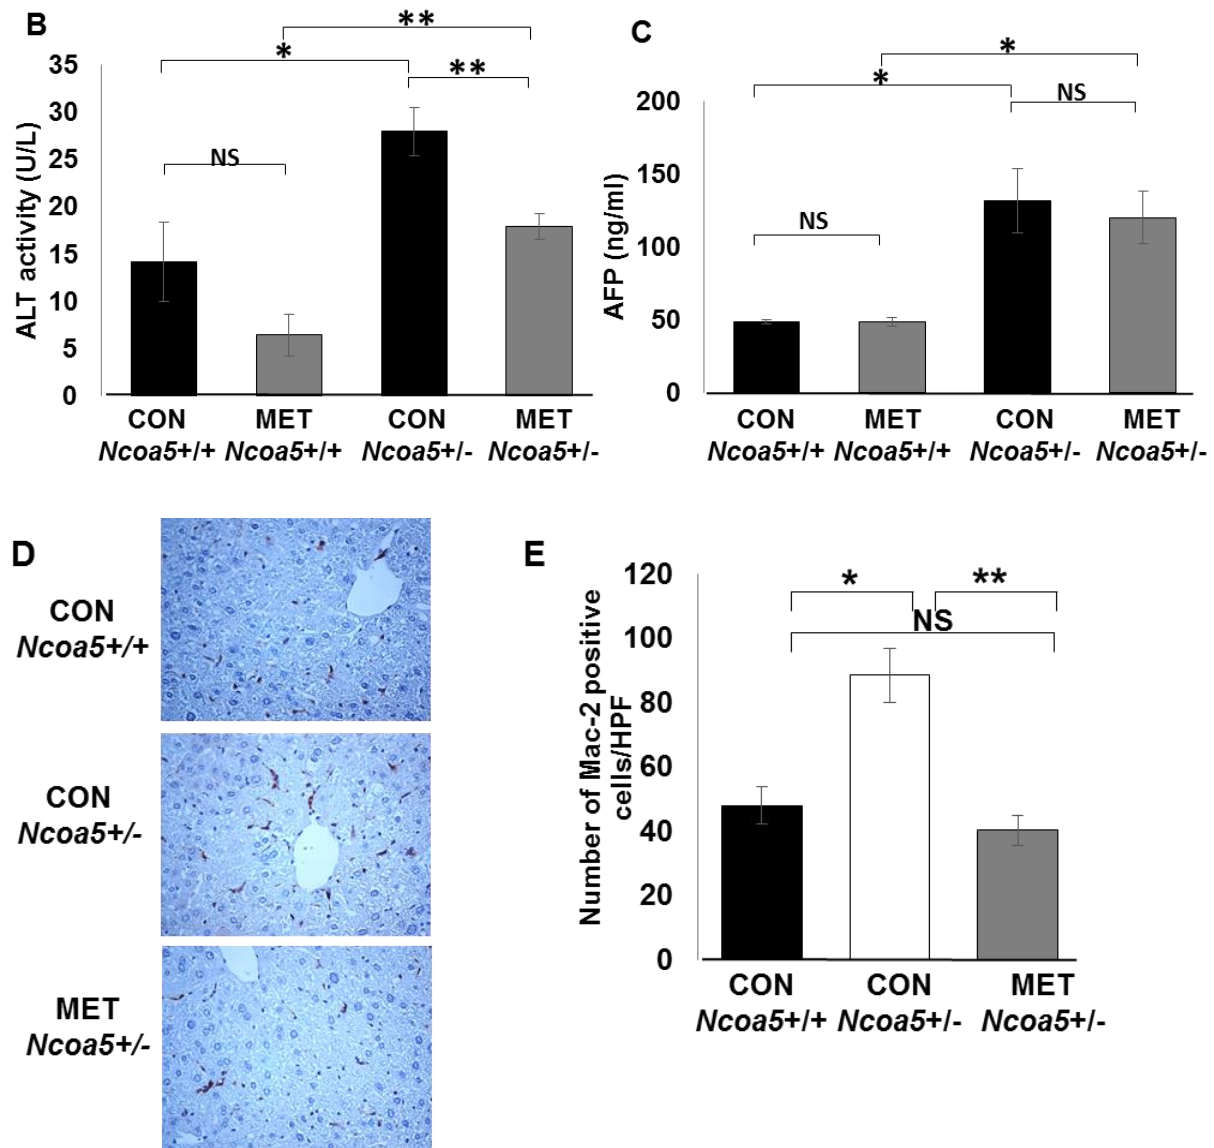 B
**
*
**
ALT activity (U/L)
35
30
25
20
15
10
5
0
NS
CON MET CON MET
Ncoa5+/+ Ncoa5+/+ Ncoa5+/- Ncoa5+/-
C
*
*
NS
AFP (ng/ml)
200
150
100
50
0
NS
CON MET CON MET
Ncoa5+/+ Ncoa5+/+ Ncoa5+/- Ncoa5+/-
D
CON
Ncoa5+/+
CON
Ncoa5+/-
MET
Ncoa5+/-
E
* **
NS
Number of Mac-2 positive
cells/HPF
120
100
80
60
40
20
0
CON CON MET
Ncoa5+/+ Ncoa5+/- Ncoa5+/-